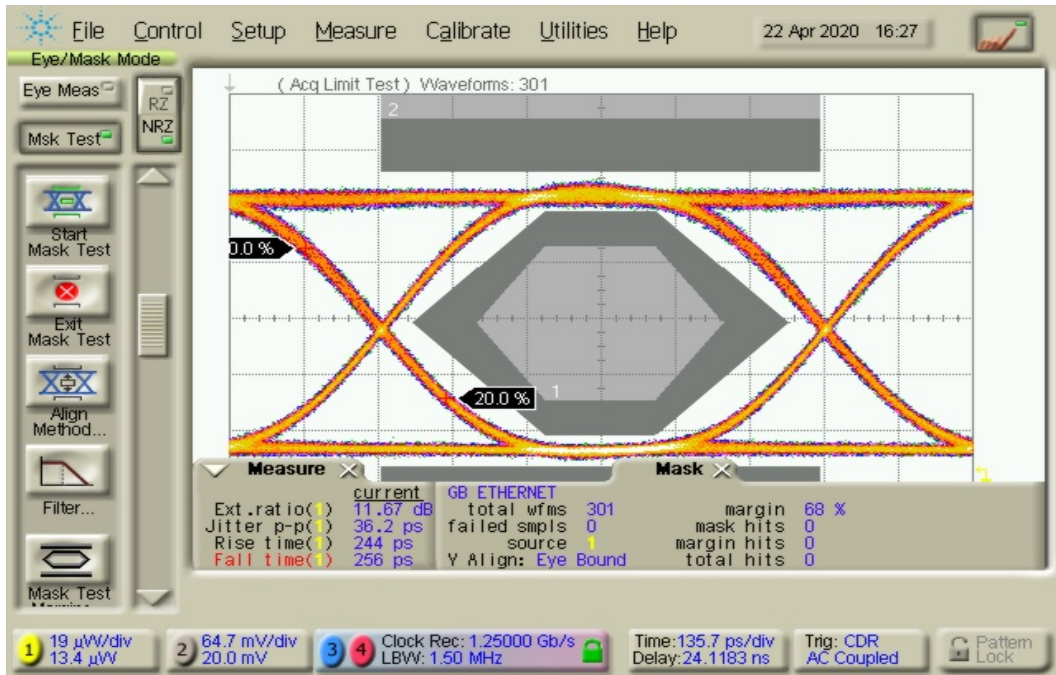 File Control Setup Measure Calibrate Utilities Help 22 Apr 2020 16:27
Eye/Mask Mode
Eye Meas
RZ
NRZ
Msk Test
Start
Mask Test
Exit
Mask Test
Align
Method...
Filter...
Mask Test
( Acq Limit Test ) Waveforms: 301
2
0.0 %
20.0 %
1
Measure
current
Ext.ratio(1) 11.67 dB
Jitter p-p(1) 36.2 ps
Rise time(1) 244 ps
Fall time(1) 256 ps
Mask
GB ETHERNET
total wfms 301
failed smpls 0
source 1
Y Align: Eye Bound
margin 68 %
mask hits 0
margin hits 0
total hits 0
1 19 µW/div
13.4 µW
2 64.7 mV/div
20.0 mV
3 4 Clock Rec: 1.25000 Gb/s
LBW: 1.50 MHz
Time:135.7 ps/div
Delay:24.1183 ns
Trig: CDR
AC Coupled
Pattern
Lock